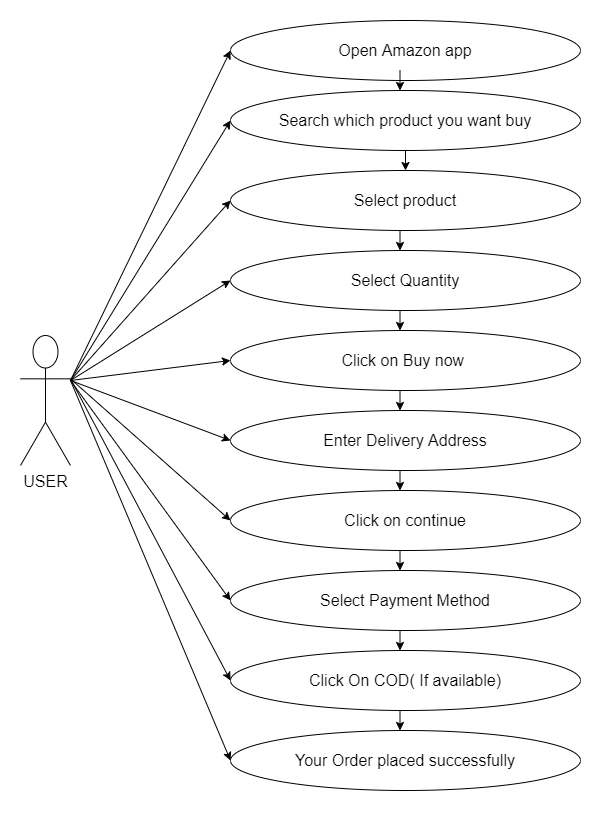 Open Amazon app
Search which product you want buy
Select product
Select Quantity
Click on Buy now
Enter Delivery Address
USER
Click on continue
Select Payment Method
Click On COD( If available)
Your Order placed successfully